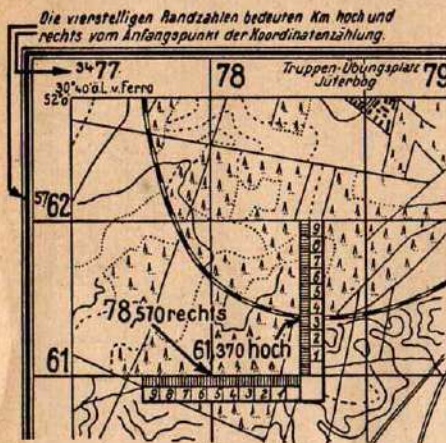 Die vierstelligen Randzahlen bedeuten Km hoch und
rechts vom Anfangspunkt der Koordinatenzählung.
³⁴77.
78
Truppen-Übungsplatz
Jüterbog
79
30°40'ö.L. v. Ferro
52°
⁵⁷62
9
8
7
6
5
4
3
2
1
78,570 rechts
61,370 hoch
61
9 8 7 6 5 4 3 2 1